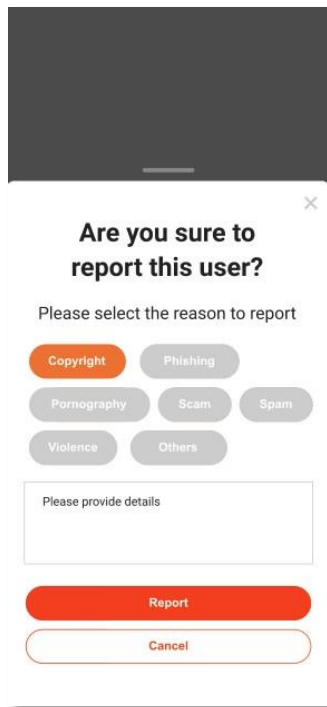 Are you sure to
report this user?
Please select the reason to report
Copyright Phishing
Pornography Scam Spam
Violence Others
Please provide details
Report
Cancel